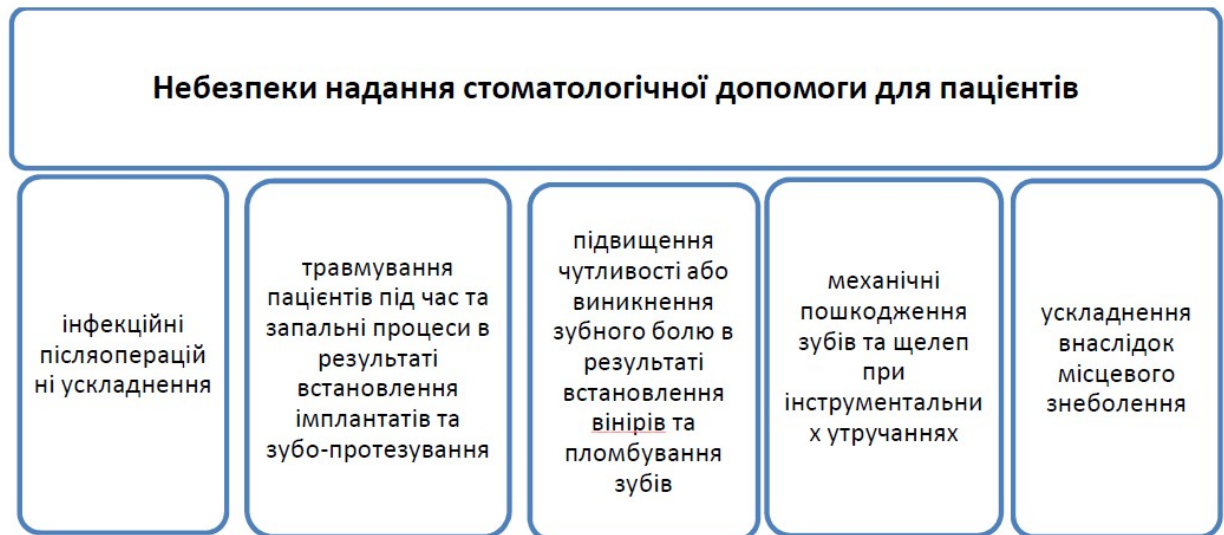 Небезпеки надання стоматологічної допомоги для пацієнтів
інфекційні
післяоперацій
ні ускладнення
травмування
пацієнтів під час та
запальні процеси в
результаті
встановлення
імплантатів та
зубо-протезування
підвищення
чутливості або
виникнення
зубного болю в
результаті
встановлення
вінірів та
пломбування
зубів
механічні
пошкодження
зубів та щелеп
при
інструментальни
х утручаннях
ускладнення
внаслідок
місцевого
знеболення